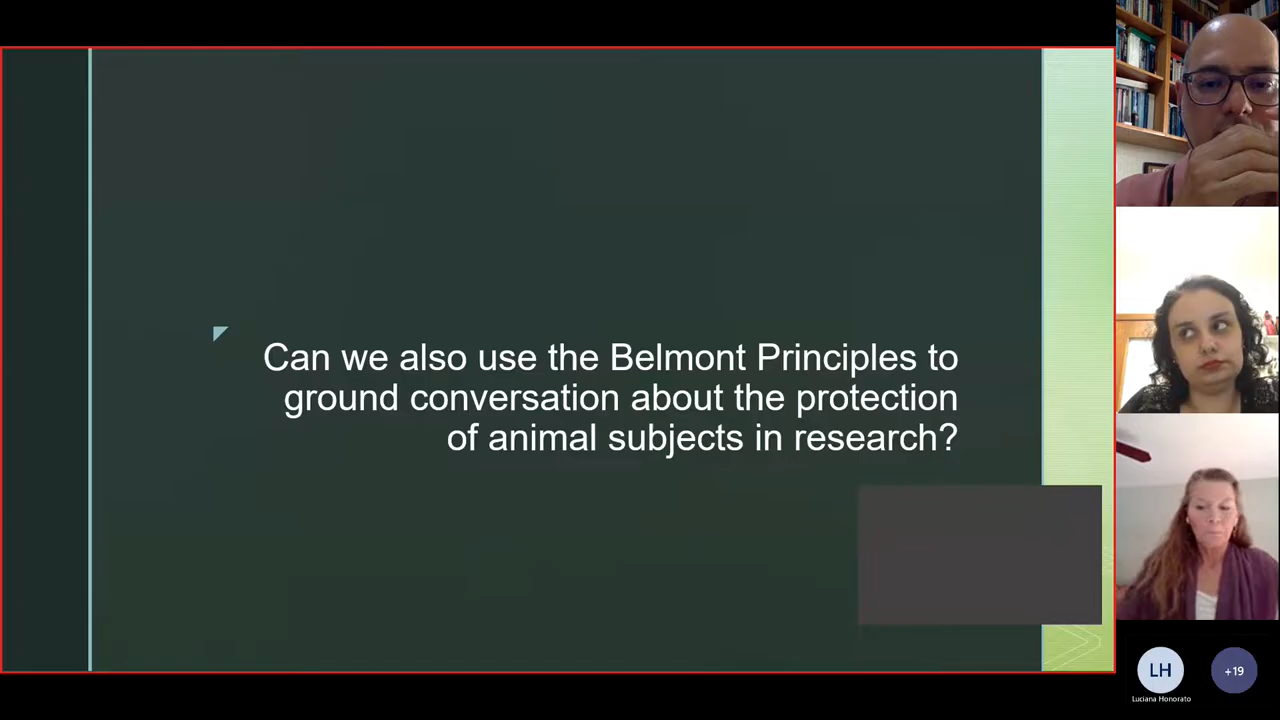 Can we also use the Belmont Principles to
ground conversation about the protection
of animal subjects in research?
LH
+19
Luciana Honorato